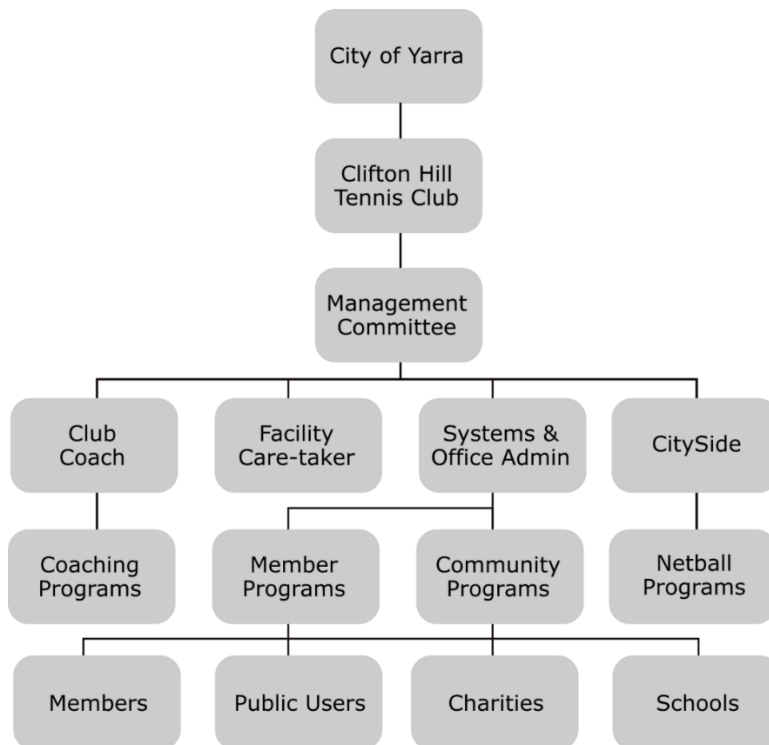 City of Yarra
Clifton Hill
Tennis Club
Management
Committee
Club
Coach
Facility
Care-taker
Systems &
Office Admin
CitySide
Coaching
Programs
Member
Programs
Community
Programs
Netball
Programs
Members
Public Users
Charities
Schools